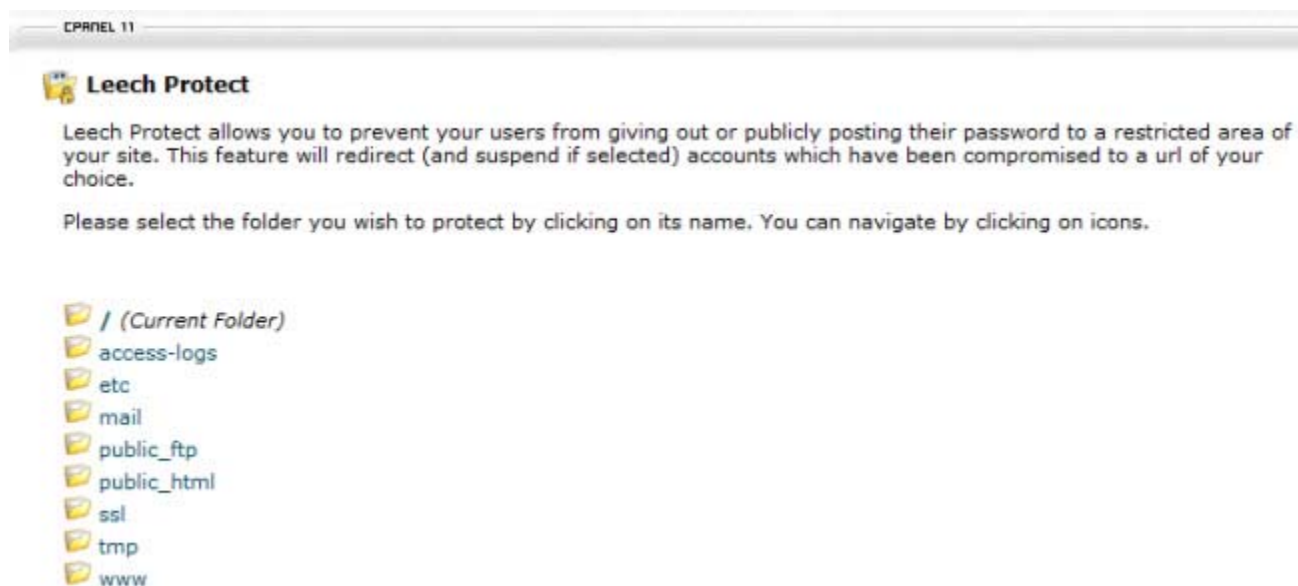 CPANEL 11
Leech Protect
Leech Protect allows you to prevent your users from giving out or publicly posting their password to a restricted area of
your site. This feature will redirect (and suspend if selected) accounts which have been compromised to a url of your
choice.
Please select the folder you wish to protect by clicking on its name. You can navigate by clicking on icons.
/ (Current Folder)
access-logs
etc
mail
public_ftp
public_html
ssl
tmp
www